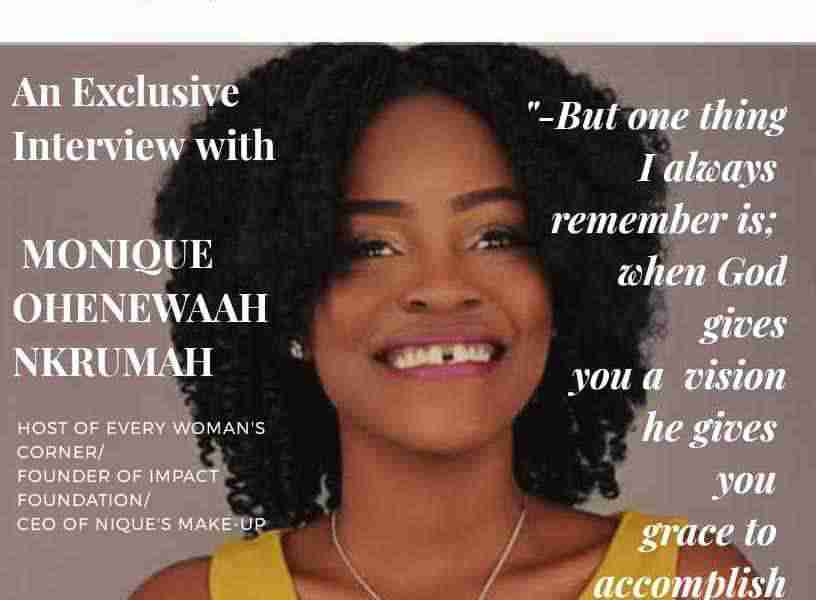 An Exclusive
Interview with
MONIQUE
OHENEWAAH
NKRUMAH
HOST OF EVERY WOMAN'S
CORNER/
FOUNDER OF IMPACT
FOUNDATION/
CEO OF NIQUE'S MAKE-UP
"-But one thing
I always
remember is;
when God
gives
you a vision
he gives
you
grace to
accomplish